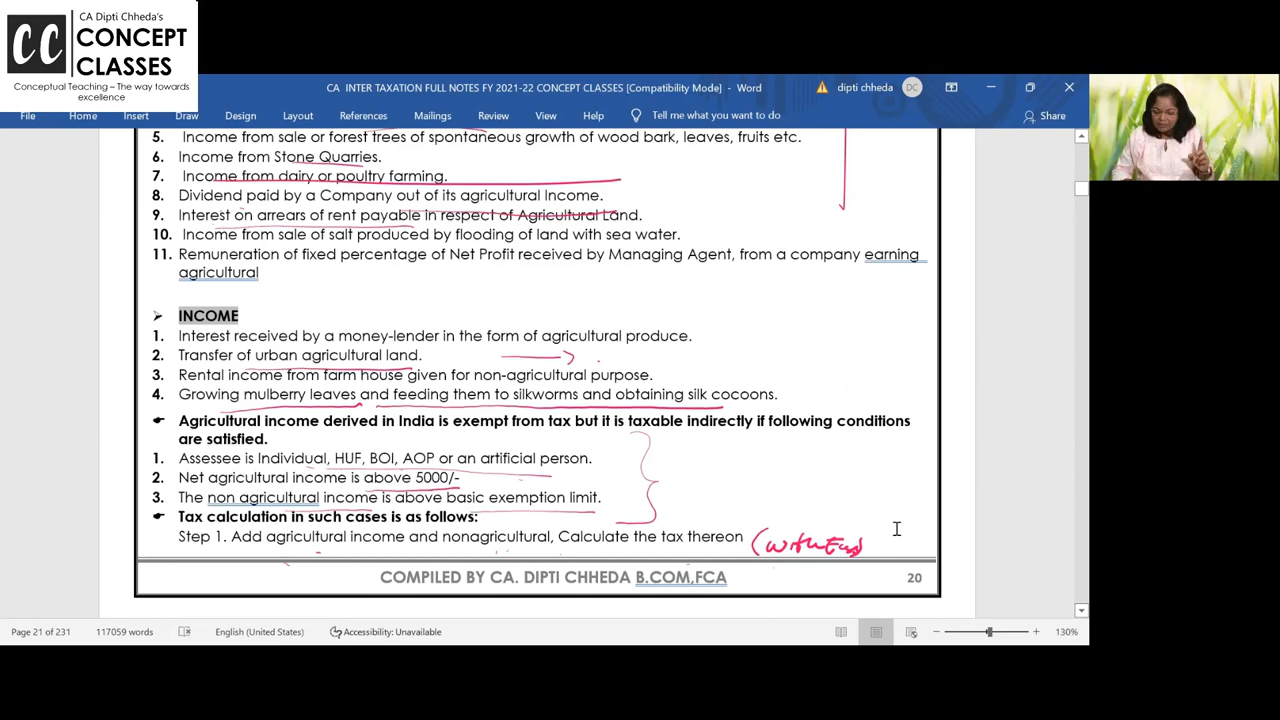 CA Dipti Chheda's
CC
CONCEPT
CLASSES
Conceptual Teaching – The way towards
excellence
CA INTER TAXATION FULL NOTES FY 2021-22 CONCEPT CLASSES [Compatibility Mode] - Word
dipti chheda
DC
File Home Insert Draw Design Layout References Mailings Review View Help Tell me what you want to do Share
5. Income from sale or forest trees of spontaneous growth of wood bark, leaves, fruits etc.
6. Income from Stone Quarries.
7. Income from dairy or poultry farming.
8. Dividend paid by a Company out of its agricultural Income.
9. Interest on arrears of rent payable in respect of Agricultural Land.
10. Income from sale of salt produced by flooding of land with sea water.
11. Remuneration of fixed percentage of Net Profit received by Managing Agent, from a company earning
agricultural
➢ INCOME
1. Interest received by a money-lender in the form of agricultural produce.
2. Transfer of urban agricultural land.
3. Rental income from farm house given for non-agricultural purpose.
4. Growing mulberry leaves and feeding them to silkworms and obtaining silk cocoons.
Agricultural income derived in India is exempt from tax but it is taxable indirectly if following conditions
are satisfied.
1. Assessee is Individual, HUF, BOI, AOP or an artificial person.
2. Net agricultural income is above 5000/-
3. The non agricultural income is above basic exemption limit.
Tax calculation in such cases is as follows:
Step 1. Add agricultural income and nonagricultural, Calculate the tax thereon
COMPILED BY CA. DIPTI CHHEDA B.COM,FCA
20
Page 21 of 231 117059 words English (United States) Accessibility: Unavailable 130%